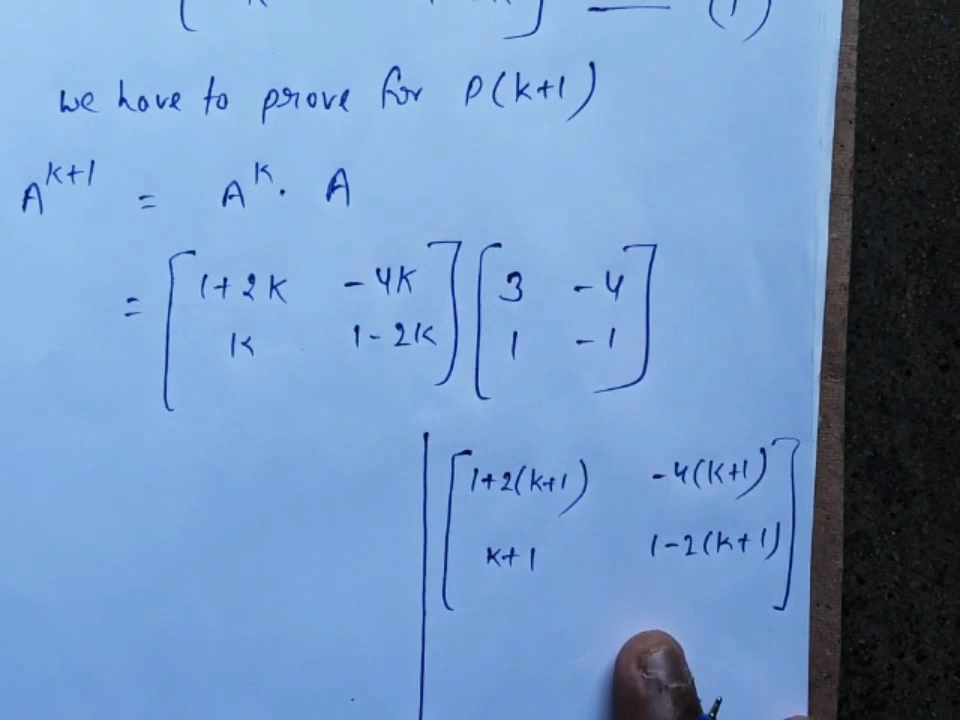 K (1)
we have to prove for P(k+1)
A^{k+1} = A^k . A
= [ 1+2k -4k ] [ 3 -4 ]
[ k 1-2k ] [ 1 -1 ]
[ 1+2(k+1) -4(k+1) ]
[ k+1 1-2(k+1) ]